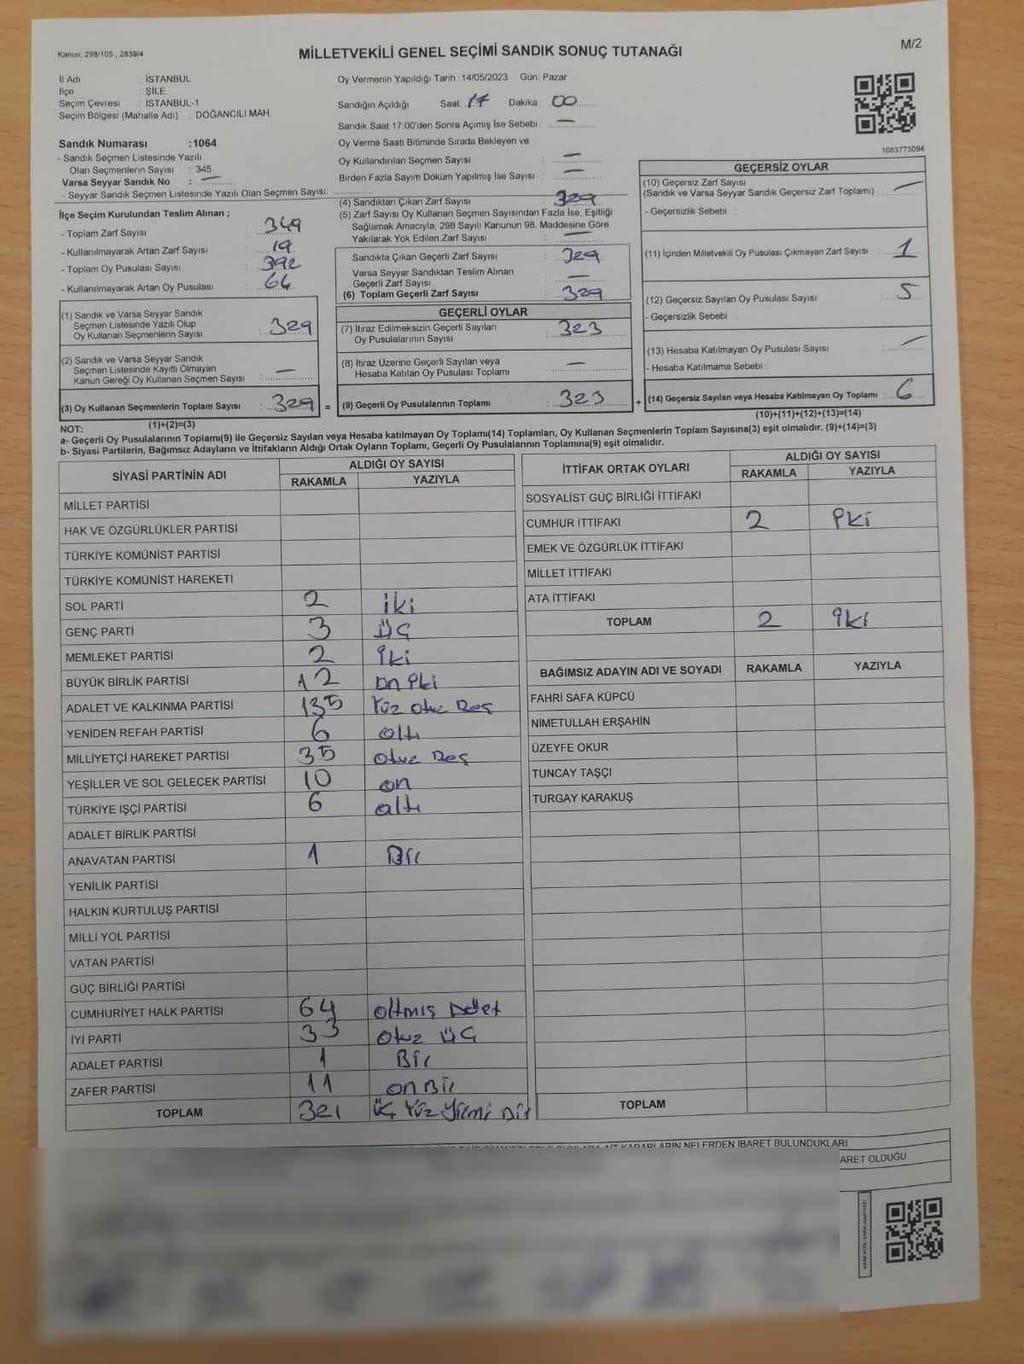 Kanun: 298/105 , 2839/4
MİLLETVEKİLİ GENEL SEÇİMİ SANDIK SONUÇ TUTANAĞI
M/2
İl Adı : İSTANBUL
İlçe : ŞİLE
Seçim Çevresi : İSTANBUL-1
Seçim Bölgesi (Mahalle Adı) : DOĞANCILI MAH.
Sandık Numarası :1064
- Sandık Seçmen Listesinde Yazılı
Olan Seçmenlerin Sayısı : 345
Varsa Seyyar Sandık No : —
- Seyyar Sandık Seçmen Listesinde Yazılı Olan Seçmen Sayısı:
Oy Vermenin Yapıldığı Tarih :14/05/2023 Gün: Pazar
Sandığın Açıldığı Saat: 17 Dakika: 00
Sandık Saat 17:00'den Sonra Açımış İse Sebebi : —
Oy Verme Saati Bitiminde Sırada Bekleyen ve
Oy Kullandırılan Seçmen Sayısı : —
Birden Fazla Sayım Döküm Yapılmış İse Sayısı : —
1083773094
İlçe Seçim Kurulundan Teslim Alınan ;
- Toplam Zarf Sayısı : 349
- Kullanılmayarak Artan Zarf Sayısı : 19
- Toplam Oy Pusulası Sayısı : 392
- Kullanılmayarak Artan Oy Pusulası : 64
(1) Sandık ve Varsa Seyyar Sandık
Seçmen Listesinde Yazılı Olup
Oy Kullanan Seçmenlerin Sayısı : 329
(2) Sandık ve Varsa Seyyar Sandık
Seçmen Listesinde Kayıtlı Olmayan
Kanun Gereği Oy Kullanan Seçmen Sayısı : —
(3) Oy Kullanan Seçmenlerin Toplam Sayısı : 329 =
(1)+(2)=(3)
(4) Sandıktan Çıkan Zarf Sayısı : 329
(5) Zarf Sayısı Oy Kullanan Seçmen Sayısından Fazla İse, Eşitliği
Sağlamak Amacıyla, 298 Sayılı Kanunun 98. Maddesine Göre
Yakılarak Yok Edilen Zarf Sayısı : —
Sandıkta Çıkan Geçerli Zarf Sayısı : 329
Varsa Seyyar Sandıktan Teslim Alınan
Geçerli Zarf Sayısı :
(6) Toplam Geçerli Zarf Sayısı : 329
GEÇERLİ OYLAR
(7) İtiraz Edilmeksizin Geçerli Sayılan
Oy Pusulalarının Sayısı : 323
(8) İtiraz Üzerine Geçerli Sayılan veya
Hesaba Katılan Oy Pusulası Toplamı : —
(9) Geçerli Oy Pusulalarının Toplamı : 323 +
GEÇERSİZ OYLAR
(10) Geçersiz Zarf Sayısı
(Sandık ve Varsa Seyyar Sandık Geçersiz Zarf Toplamı) : —
- Geçersizlik Sebebi :
(11) İçinden Milletvekili Oy Pusulası Çıkmayan Zarf Sayısı : 1
(12) Geçersiz Sayılan Oy Pusulası Sayısı : 5
- Geçersizlik Sebebi :
(13) Hesaba Katılmayan Oy Pusulası Sayısı : —
- Hesaba Katılmama Sebebi :
(14) Geçersiz Sayılan veya Hesaba Katılmayan Oy Toplamı : 6
(10)+(11)+(12)+(13)=(14)
NOT:
a- Geçerli Oy Pusulalarının Toplamı(9) ile Geçersiz Sayılan veya Hesaba katılmayan Oy Toplamı(14) Toplamları, Oy Kullanan Seçmenlerin Toplam Sayısına(3) eşit olmalıdır. (9)+(14)=(3)
b- Siyasi Partilerin, Bağımsız Adayların ve İttifakların Aldığı Oyların Toplamı, Geçerli Oy Pusulalarının Toplamına(9) eşit olmalıdır.
SİYASİ PARTİNİN ADI ALDIĞI OY SAYISI
RAKAMLA YAZIYLA
MİLLET PARTİSİ
HAK VE ÖZGÜRLÜKLER PARTİSİ
TÜRKİYE KOMÜNİST PARTİSİ
TÜRKİYE KOMÜNİST HAREKETİ
SOL PARTİ 2 iki
GENÇ PARTİ 3 üç
MEMLEKET PARTİSİ 2 iki
BÜYÜK BİRLİK PARTİSİ 12 on iki
ADALET VE KALKINMA PARTİSİ 135 Yüz otuz Beş
YENİDEN REFAH PARTİSİ 6 altı
MİLLİYETÇİ HAREKET PARTİSİ 35 otuz Beş
YEŞİLLER VE SOL GELECEK PARTİSİ 10 on
TÜRKİYE İŞÇİ PARTİSİ 6 altı
ADALET BİRLİK PARTİSİ
ANAVATAN PARTİSİ 1 Bir
YENİLİK PARTİSİ
HALKIN KURTULUŞ PARTİSİ
MİLLİ YOL PARTİSİ
VATAN PARTİSİ
GÜÇ BİRLİĞİ PARTİSİ
CUMHURİYET HALK PARTİSİ 64 altmış
İYİ PARTİ 33 otuz üç
ADALET PARTİSİ 1 Bir
ZAFER PARTİSİ 11 on Bir
TOPLAM 321 üç Yüz Yirmi Bir
İTTİFAK ORTAK OYLARI ALDIĞI OY SAYISI
RAKAMLA YAZIYLA
SOSYALİST GÜÇ BİRLİĞİ İTTİFAKI
CUMHUR İTTİFAKI 2 iki
EMEK VE ÖZGÜRLÜK İTTİFAKI
MİLLET İTTİFAKI
ATA İTTİFAKI
TOPLAM 2 iki
BAĞIMSIZ ADAYIN ADI VE SOYADI RAKAMLA YAZIYLA
FAHRİ SAFA KÜPCÜ
NİMETULLAH ERŞAHİN
ÜZEYFE OKUR
TUNCAY TAŞÇI
TURGAY KARAKUŞ
TOPLAM
NELERDEN İBARET BULUNDUKLARI
ARET OLDUĞU